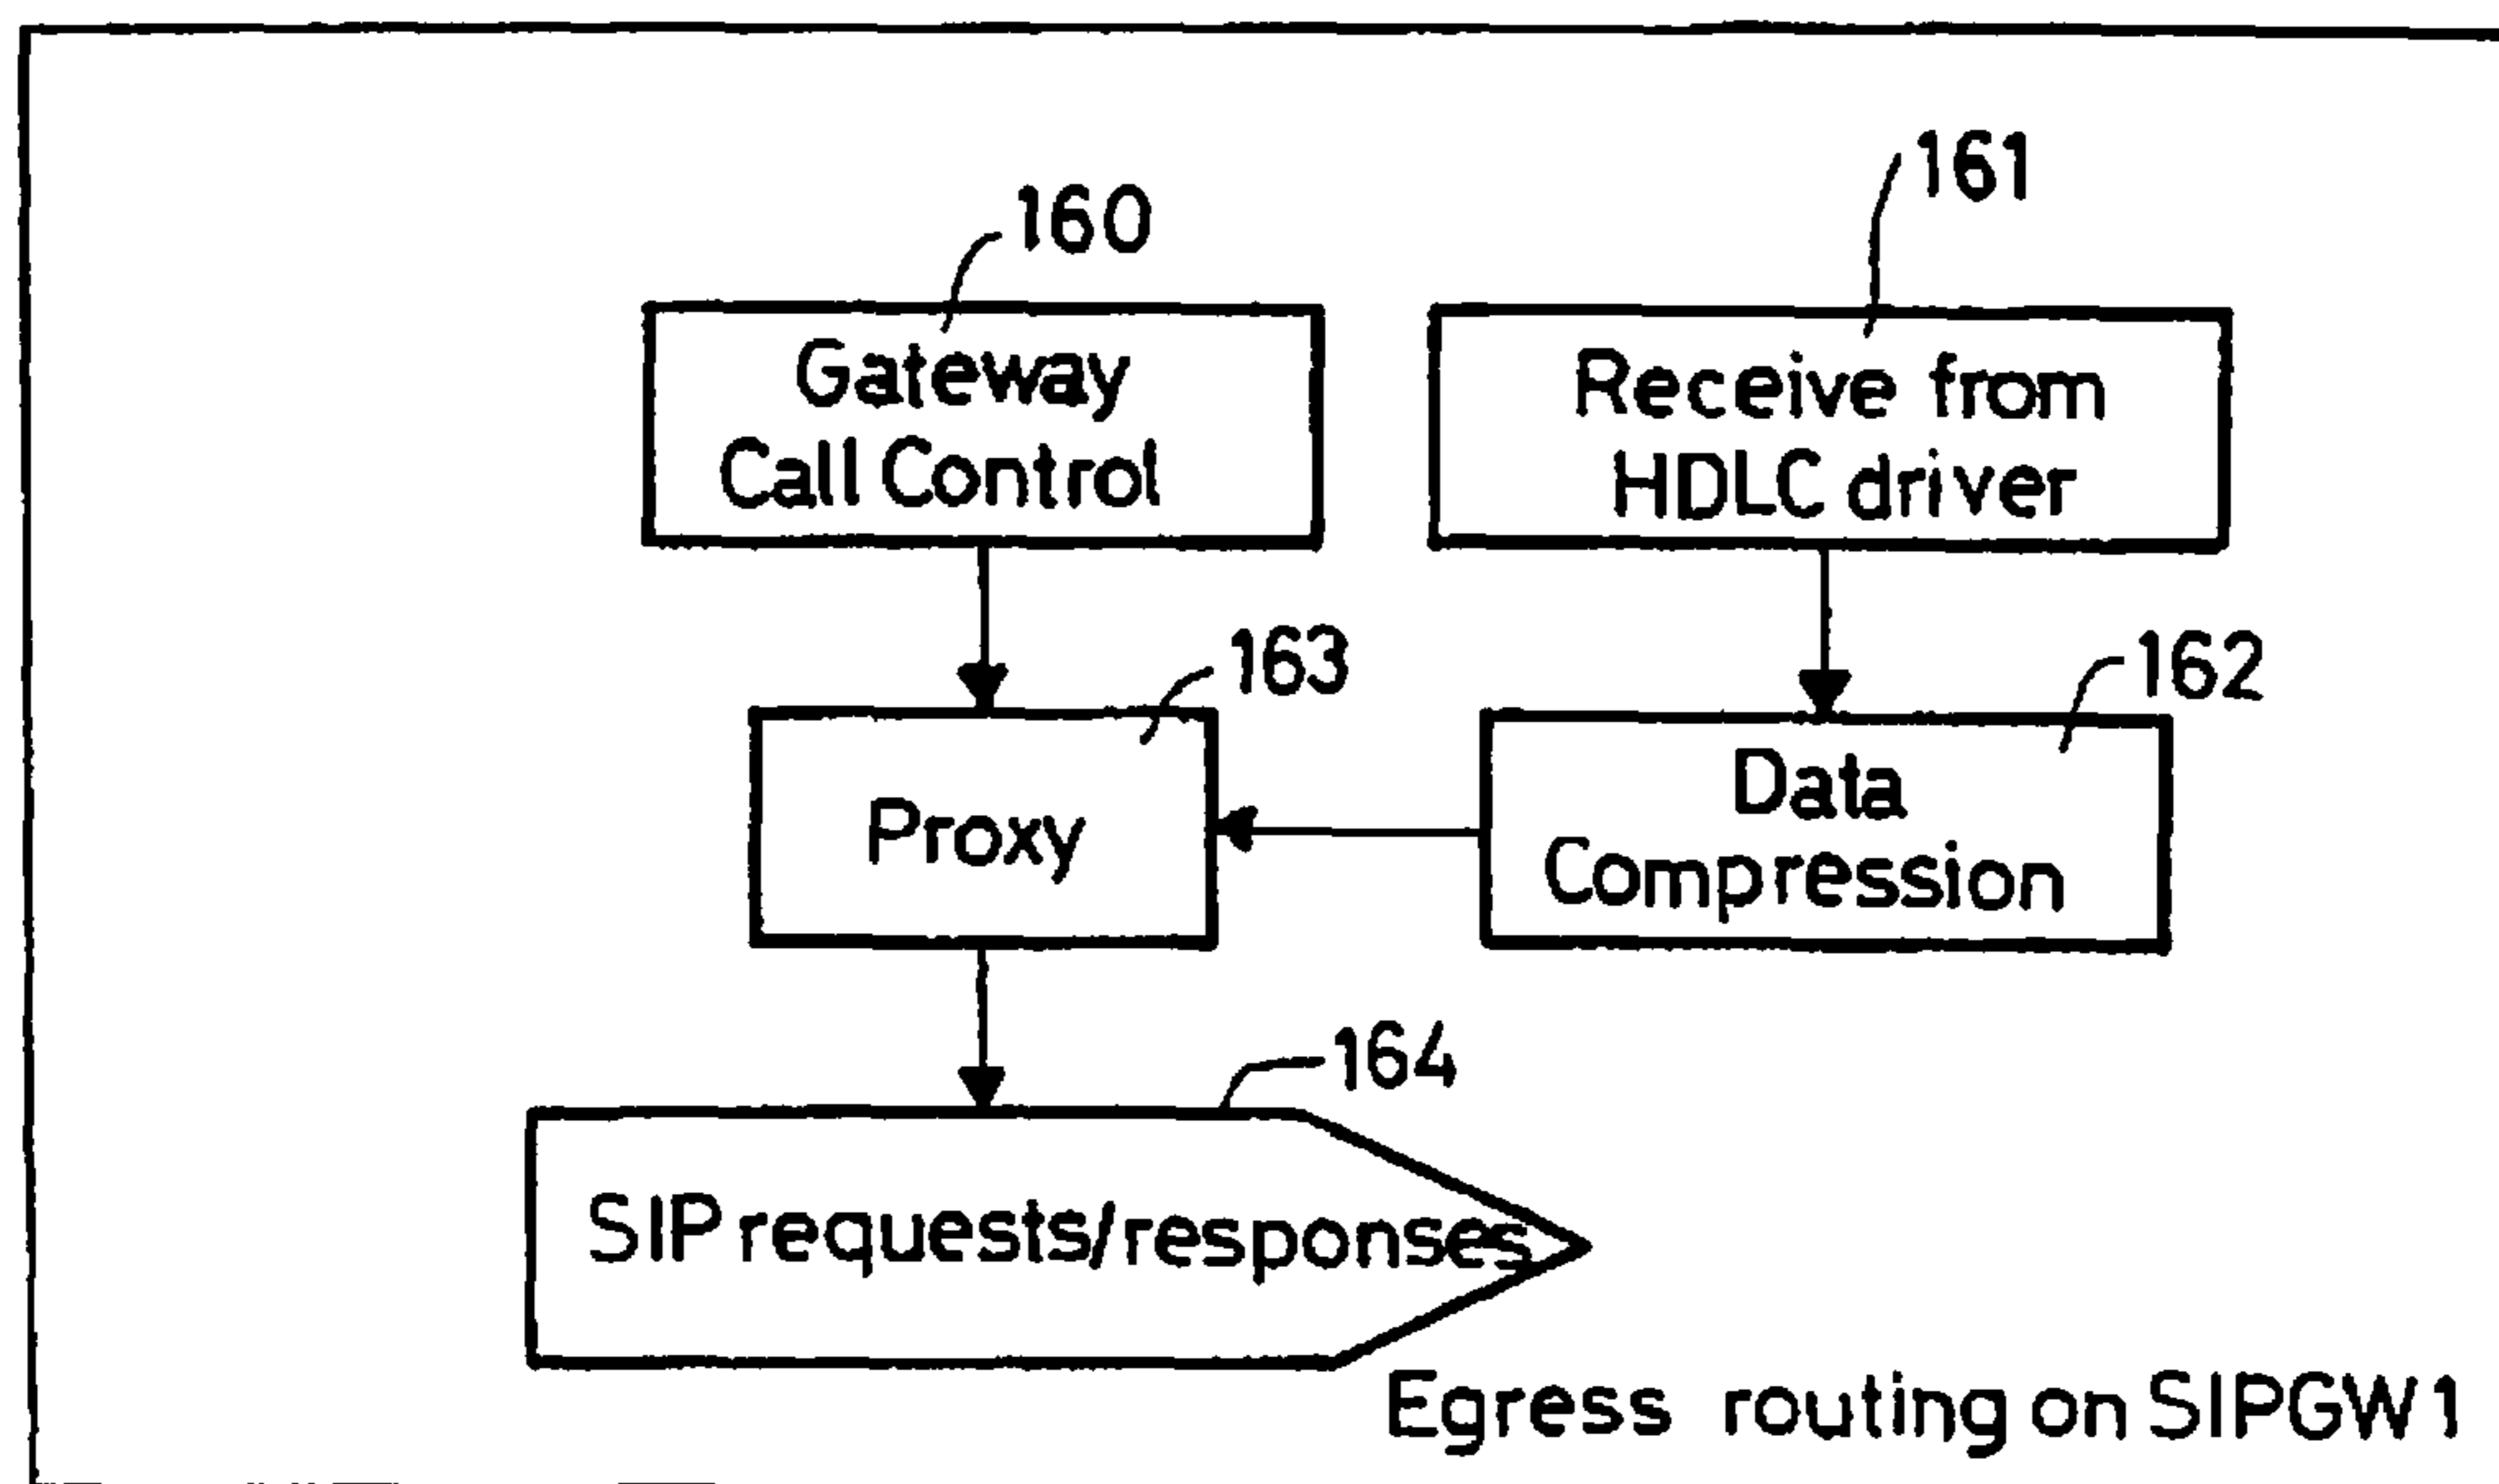 160
161
Gateway
Call Control
Receive from
HDLC driver
163
162
Proxy
Data
Compression
164
SIP requests/responses
Egress routing on SIPGW1